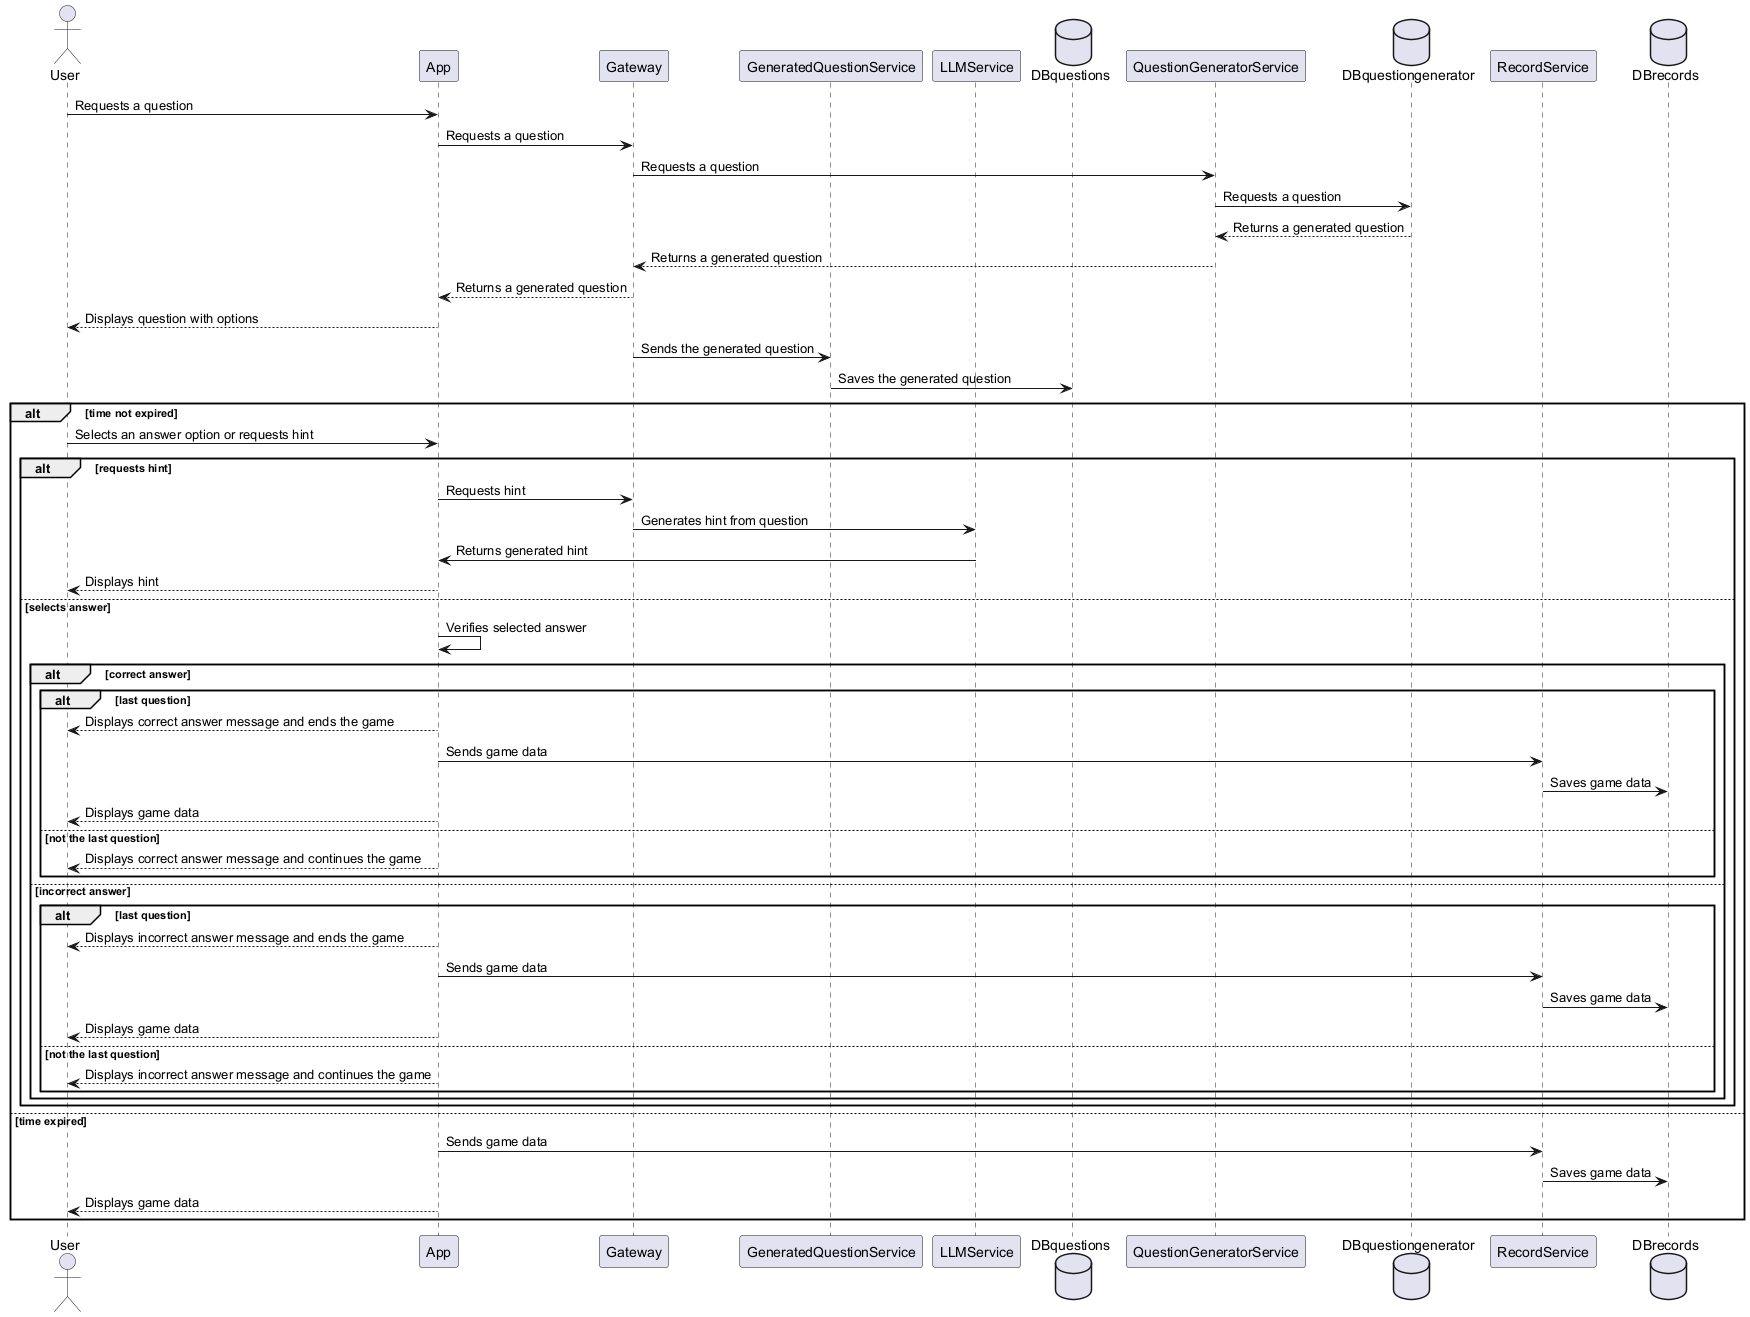 User
App
Gateway
GeneratedQuestionService
LLMService
DBquestions
QuestionGeneratorService
DBquestiongenerator
RecordService
DBrecords
Requests a question
Requests a question
Requests a question
Requests a question
Returns a generated question
Returns a generated question
Returns a generated question
Displays question with options
Sends the generated question
Saves the generated question
alt [time not expired]
Selects an answer option or requests hint
alt [requests hint]
Requests hint
Generates hint from question
Returns generated hint
Displays hint
[selects answer]
Verifies selected answer
alt [correct answer]
alt [last question]
Displays correct answer message and ends the game
Sends game data
Saves game data
Displays game data
[not the last question]
Displays correct answer message and continues the game
[incorrect answer]
alt [last question]
Displays incorrect answer message and ends the game
Sends game data
Saves game data
Displays game data
[not the last question]
Displays incorrect answer message and continues the game
[time expired]
Sends game data
Saves game data
Displays game data
User
App
Gateway
GeneratedQuestionService
LLMService
DBquestions
QuestionGeneratorService
DBquestiongenerator
RecordService
DBrecords